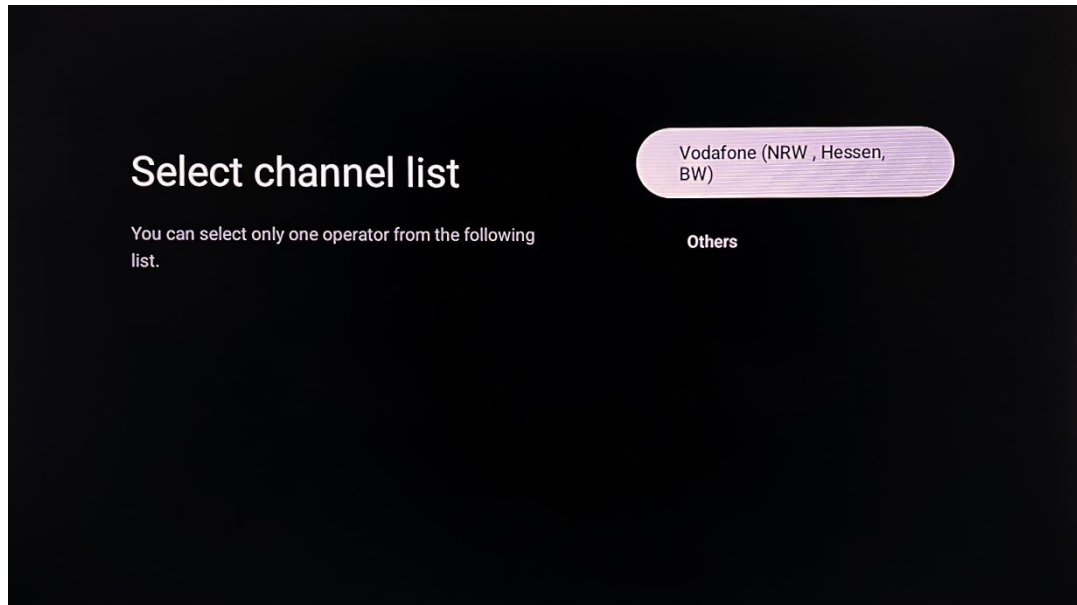 Select channel list
You can select only one operator from the following
list.
Vodafone (NRW , Hessen,
BW)
Others